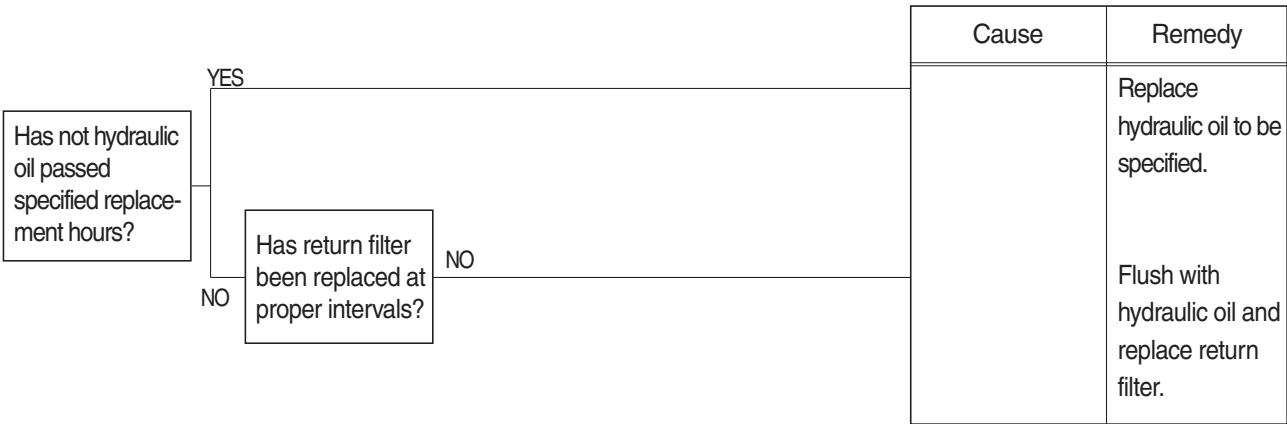 Cause
Remedy
YES
Replace
hydraulic oil to be
specified.
Has not hydraulic
oil passed
specified replace-
ment hours?
Has return filter
been replaced at
proper intervals?
NO
NO
Flush with
hydraulic oil and
replace return
filter.